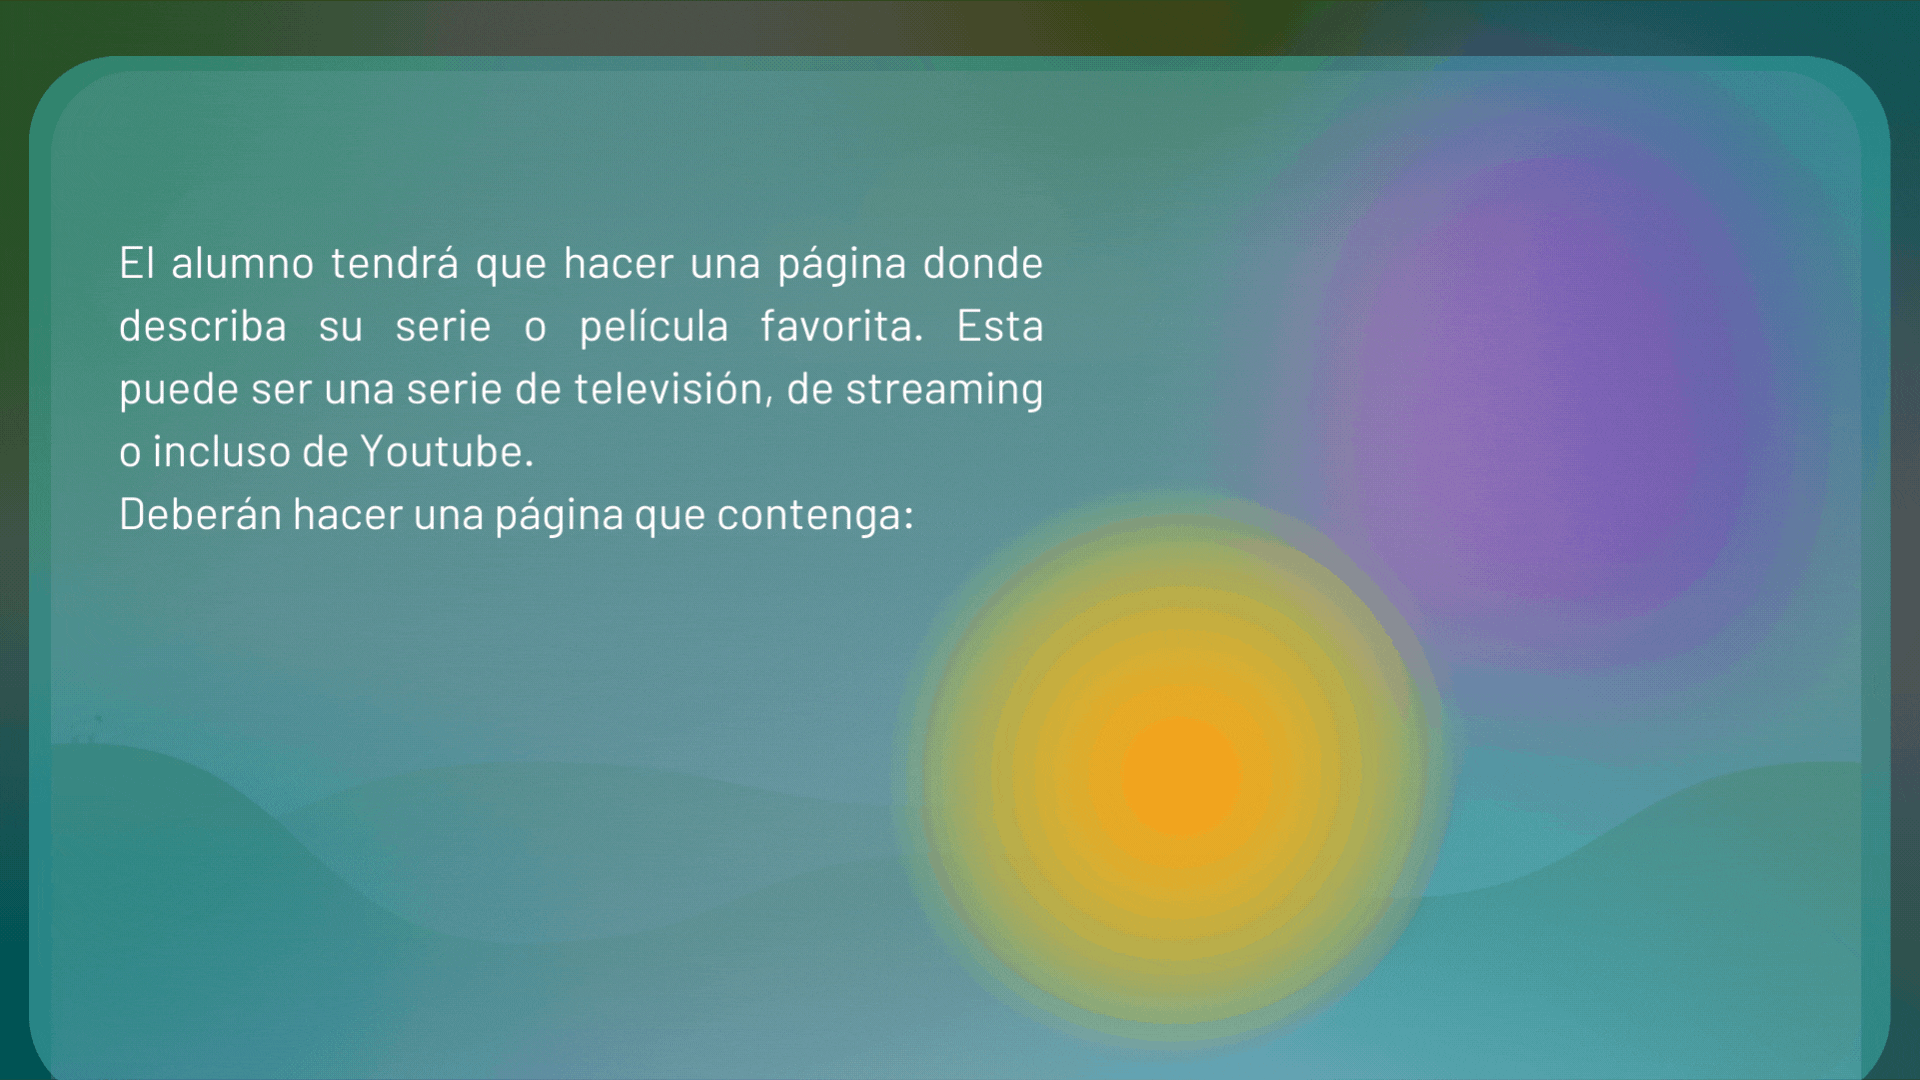 El alumno tendrá que hacer una página donde
describa su serie o película favorita. Esta
puede ser una serie de televisión, de streaming
o incluso de Youtube.
Deberán hacer una página que contenga: